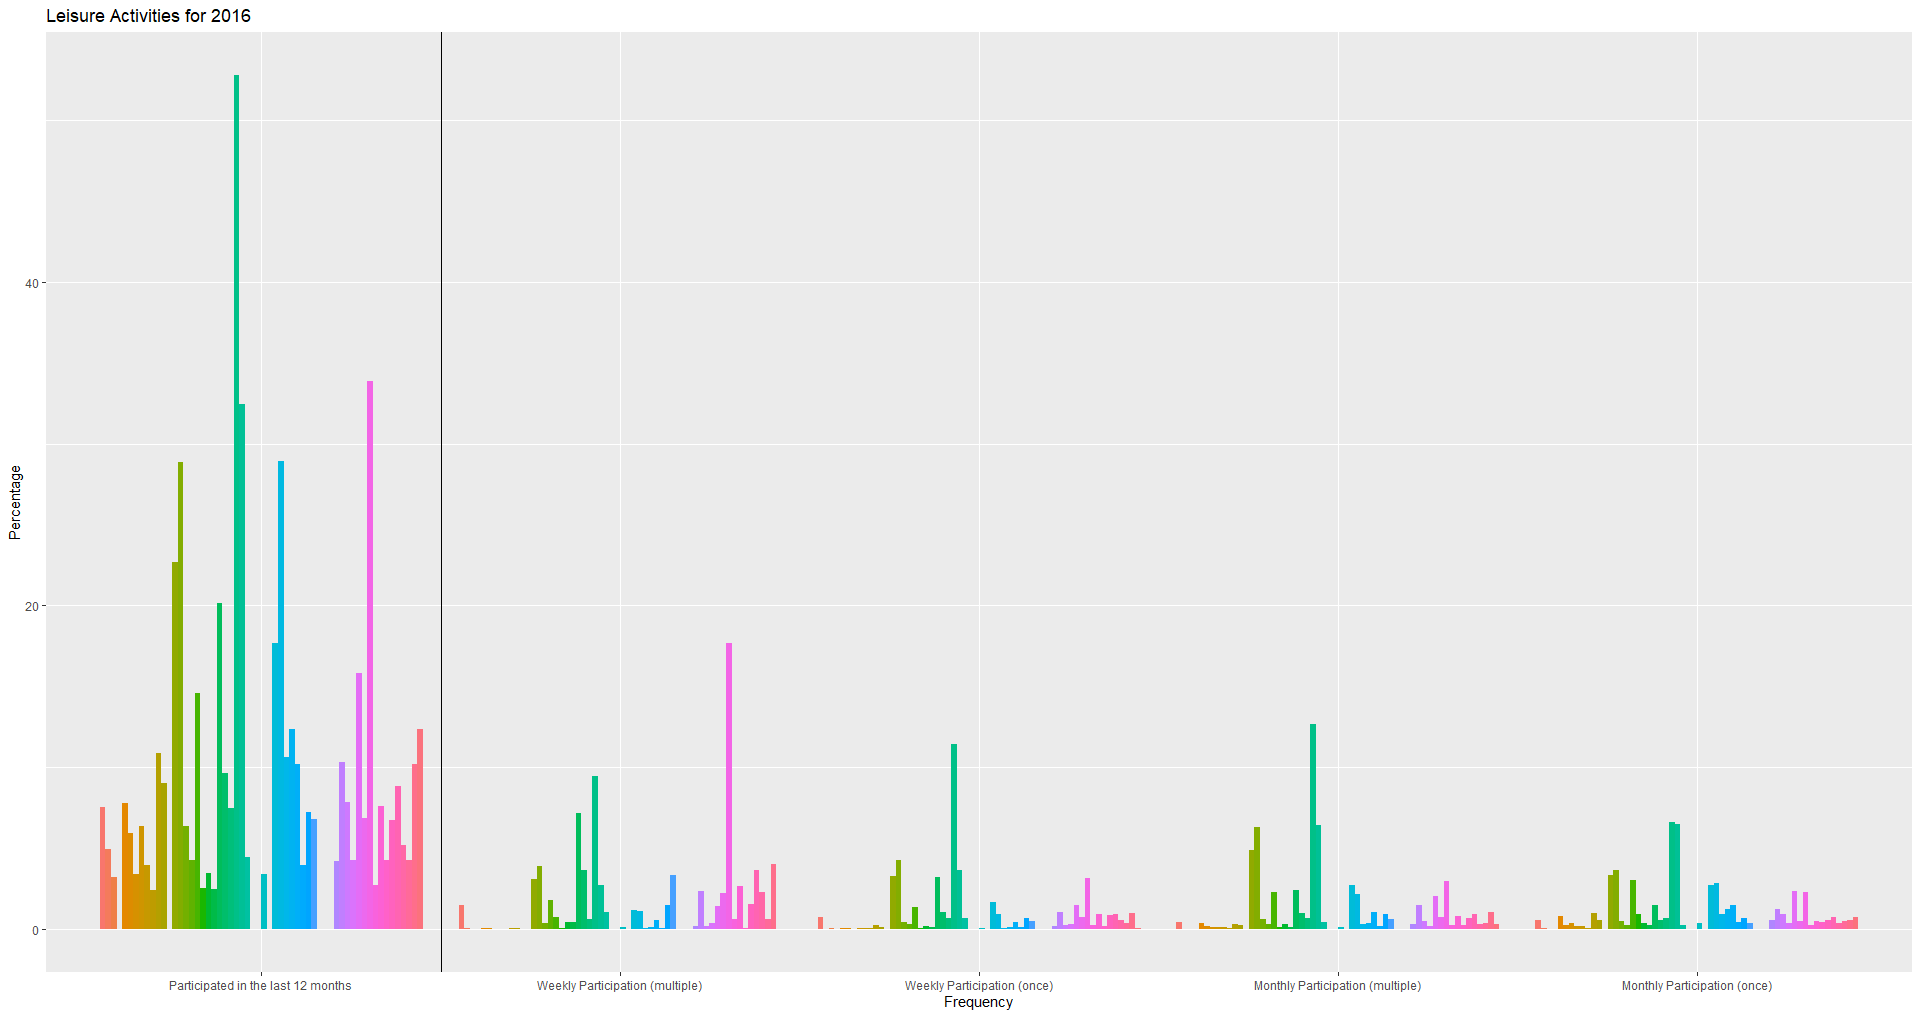 Leisure Activities for 2016
Percentage
40
20
0
Participated in the last 12 months
Weekly Participation (multiple)
Weekly Participation (once)
Monthly Participation (multiple)
Monthly Participation (once)
Frequency